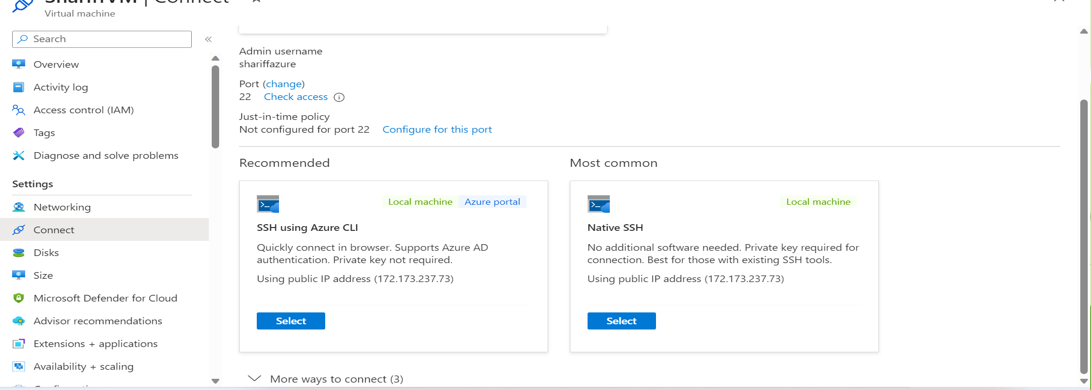 | Connect
Virtual machine
Search
«
Overview
Activity log
Access control (IAM)
Tags
Diagnose and solve problems
Settings
Networking
Connect
Disks
Size
Microsoft Defender for Cloud
Advisor recommendations
Extensions + applications
Availability + scaling
Admin username
shariffazure
Port (change)
22 Check access
Just-in-time policy
Not configured for port 22 Configure for this port
Recommended
Local machine Azure portal
SSH using Azure CLI
Quickly connect in browser. Supports Azure AD
authentication. Private key not required.
Using public IP address (172.173.237.73)
Select
Most common
Local machine
Native SSH
No additional software needed. Private key required for
connection. Best for those with existing SSH tools.
Using public IP address (172.173.237.73)
Select
More ways to connect (3)